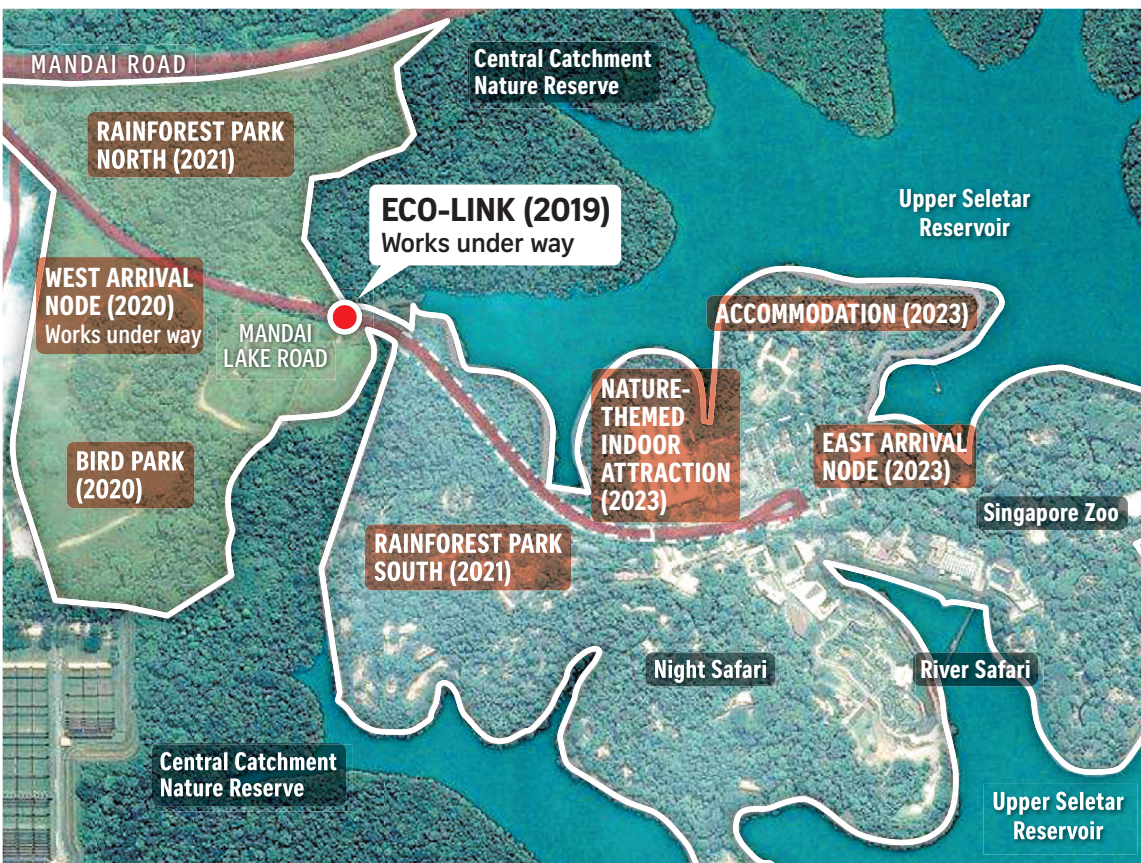 MANDAI ROAD
Central Catchment
Nature Reserve
RAINFOREST PARK
NORTH (2021)
ECO-LINK (2019)
Works under way
Upper Seletar
Reservoir
WEST ARRIVAL
NODE (2020)
Works under way
MANDAI
LAKE ROAD
ACCOMMODATION (2023)
NATURE-
THEMED
INDOOR
ATTRACTION
(2023)
EAST ARRIVAL
NODE (2023)
BIRD PARK
(2020)
Singapore Zoo
RAINFOREST PARK
SOUTH (2021)
Night Safari
River Safari
Central Catchment
Nature Reserve
Upper Seletar
Reservoir